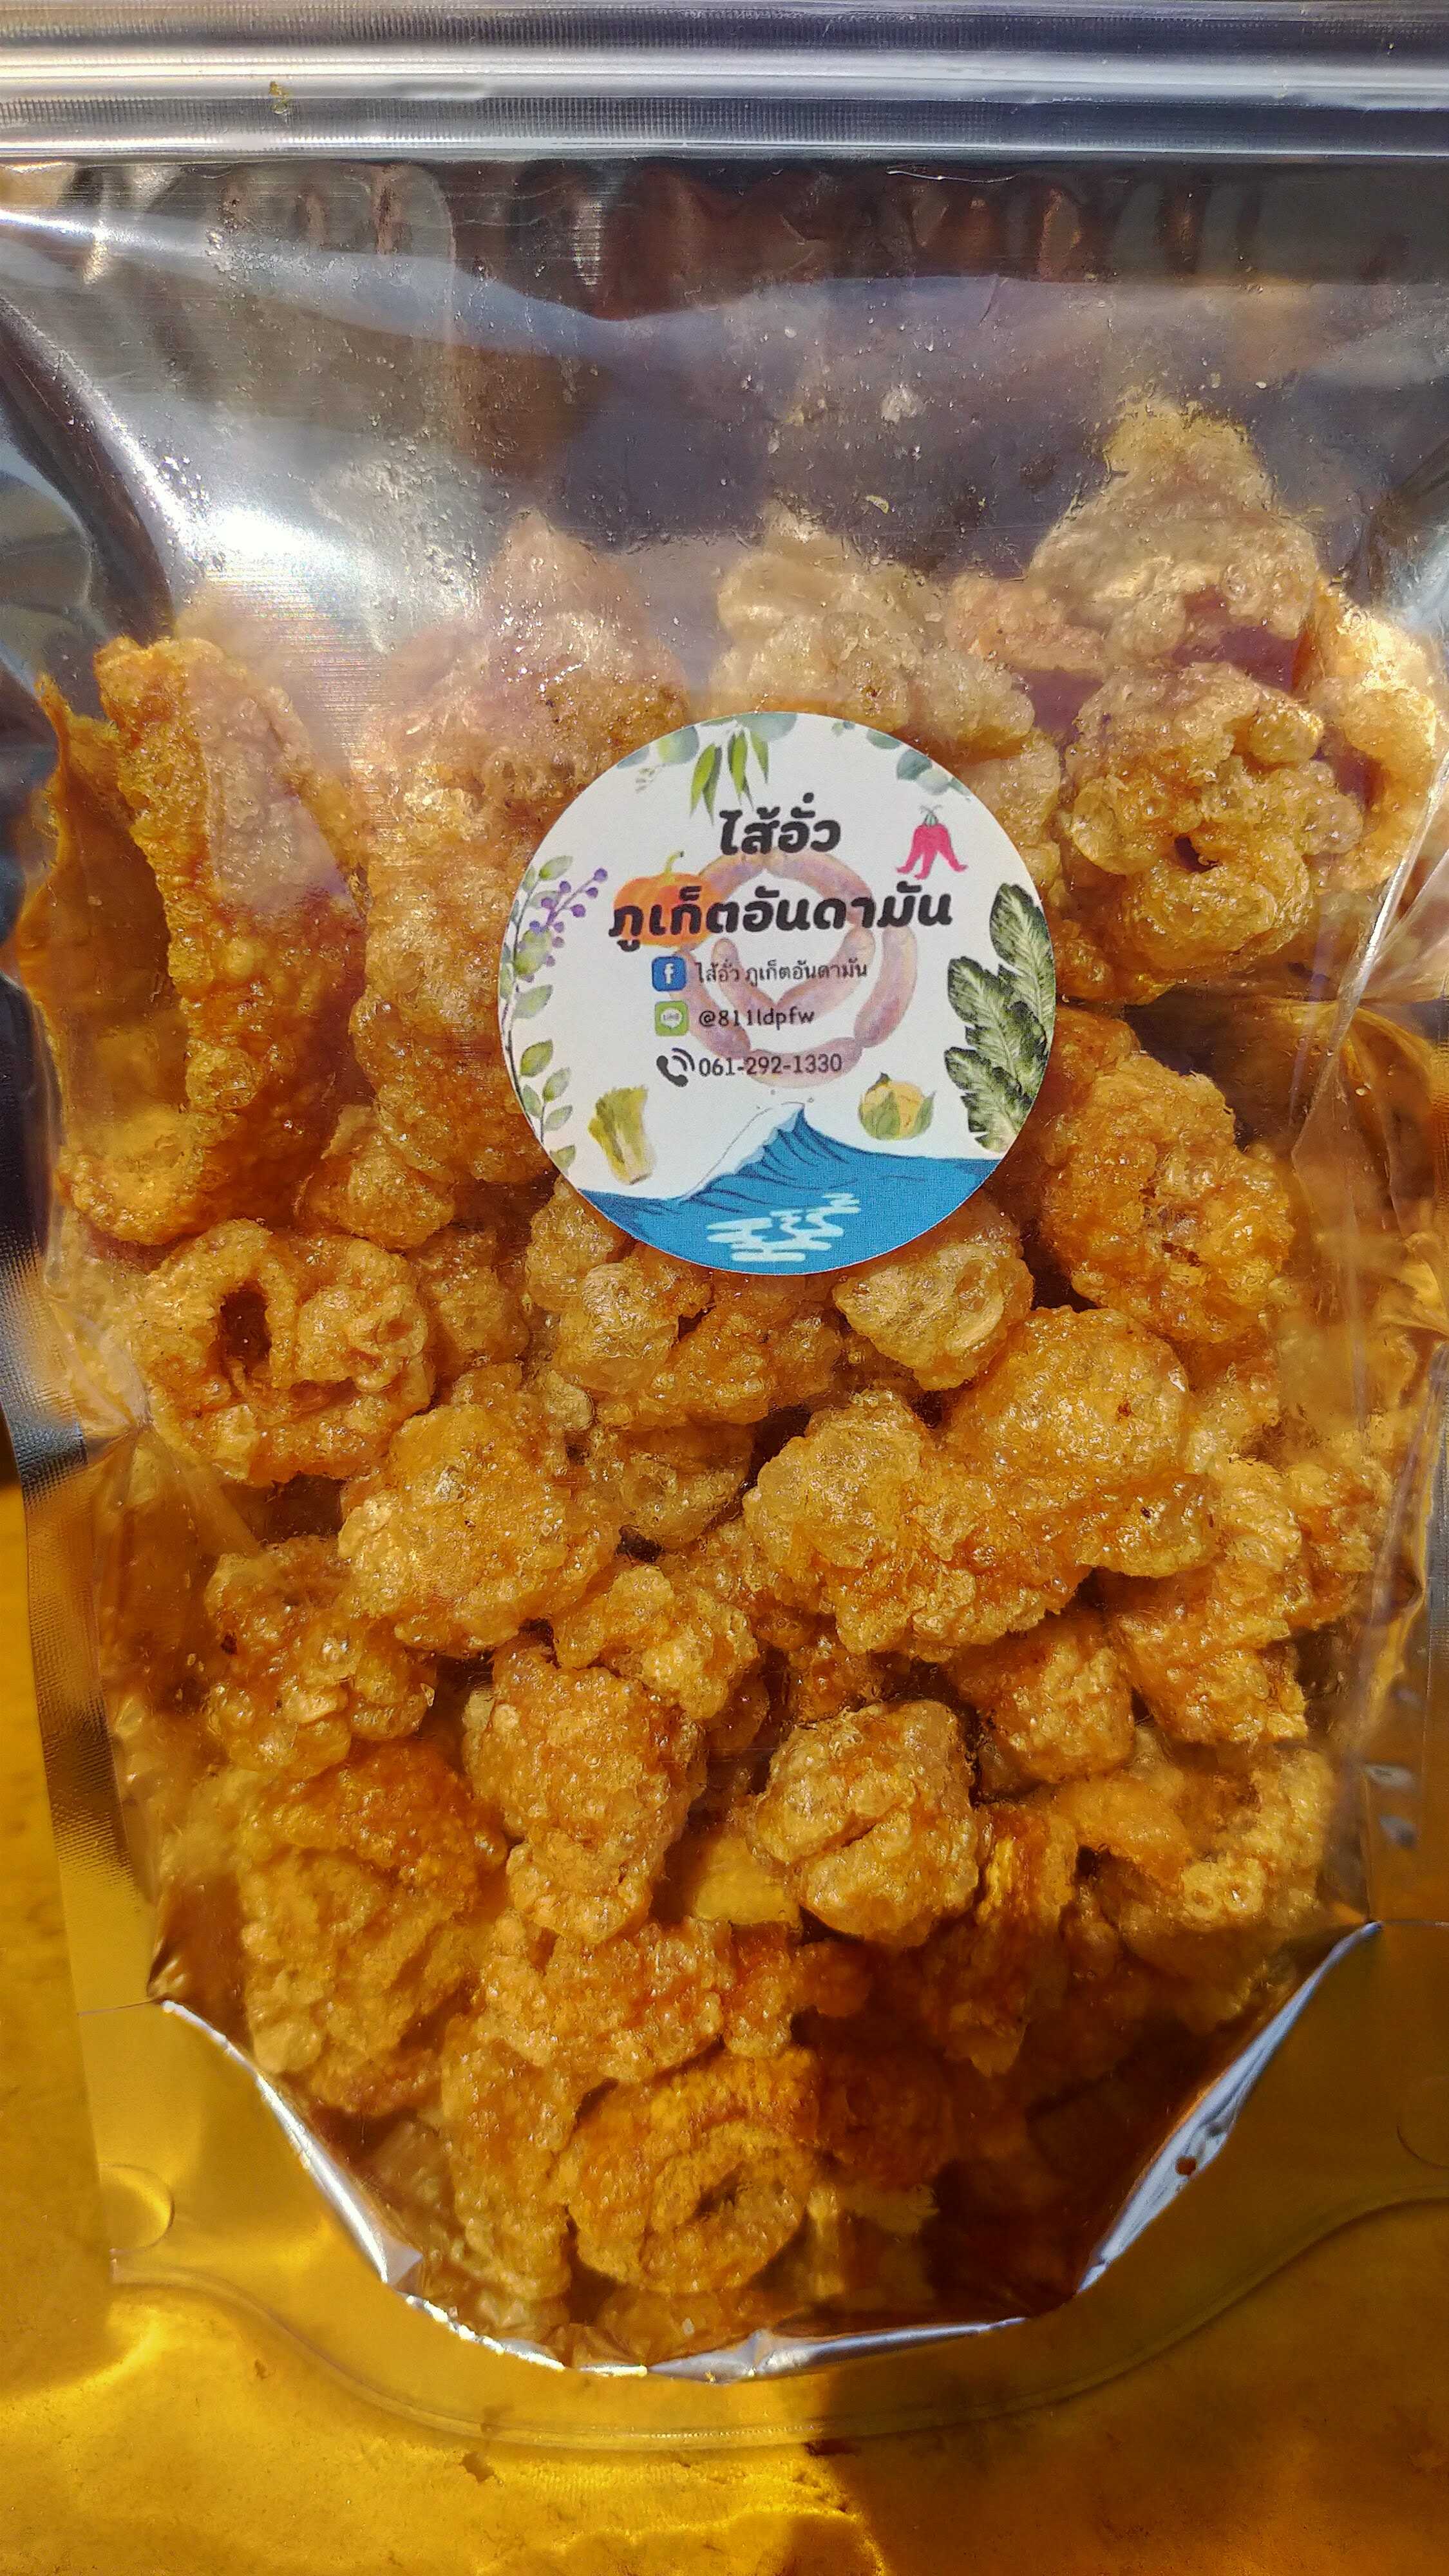 ไส้อั่ว
ภูเก็ตอันดามัน
f ไส้อั่ว ภูเก็ตอันดามัน
LINE @811ldpfw
061-292-1330